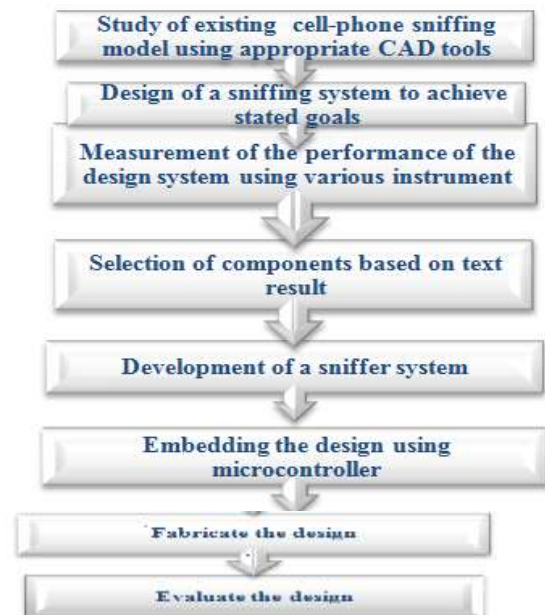 Study of existing cell-phone sniffing
model using appropriate CAD tools
Design of a sniffing system to achieve
stated goals
Measurement of the performance of the
design system using various instrument
Selection of components based on text
result
Development of a sniffer system
Embedding the design using
microcontroller
Fabricate the design
Evaluate the design